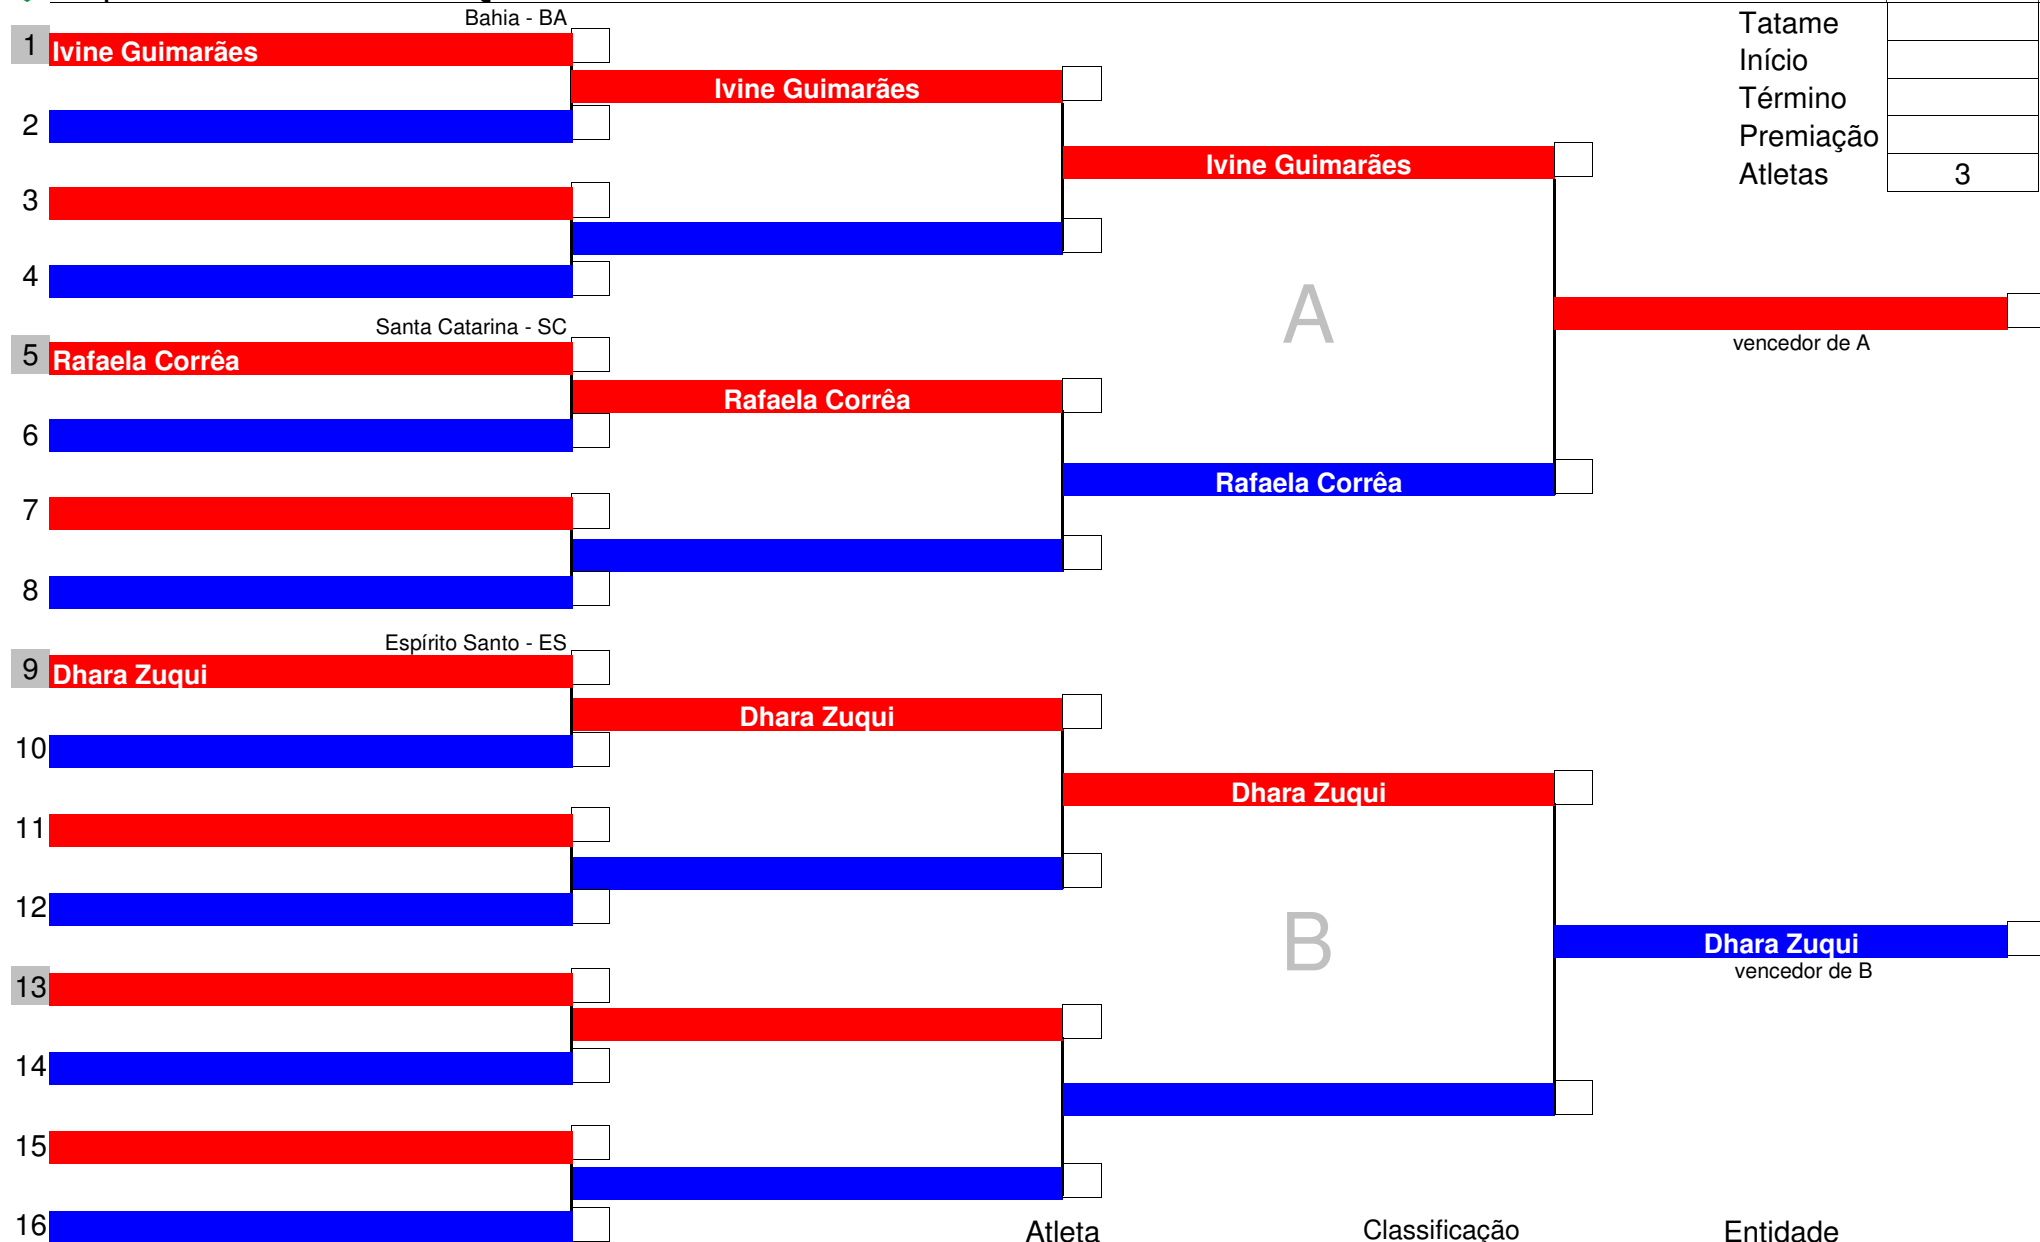 Bahia - BA
1 Ivine Guimarães
Ivine Guimarães
2
Ivine Guimarães
3
4
Santa Catarina - SC
5 Rafaela Corrêa
Rafaela Corrêa
6
Rafaela Corrêa
7
8
A
vencedor de A
Espírito Santo - ES
9 Dhara Zuqui
Dhara Zuqui
10
Dhara Zuqui
11
12
B
Dhara Zuqui
vencedor de B
13
14
15
16
Tatame
Início
Término
Premiação
Atletas 3
Atleta Classificação Entidade